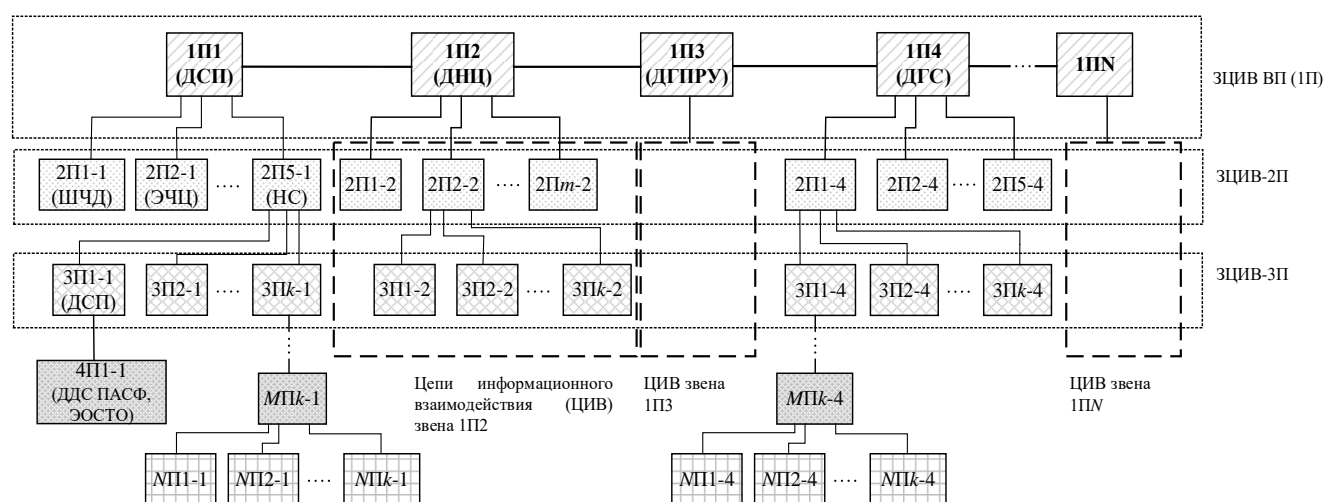 1П1
(ДСП)
1П2
(ДНЦ)
1П3
(ДГПРУ)
1П4
(ДГС)
....
1ПN
ЗЦИВ ВП (1П)
2П1-1
(ШЧД)
2П2-1
(ЭЧЦ)
....
2П5-1
(НС)
2П1-2
2П2-2
....
2Пm-2
2П1-4
2П2-4
....
2П5-4
ЗЦИВ-2П
3П1-1
(ДСП)
3П2-1
....
3Пk-1
3П1-2
3П2-2
....
3Пk-2
3П1-4
3П2-4
....
3Пk-4
ЗЦИВ-3П
4П1-1
(ДДС ПАСФ,
ЭОСТО)
MПk-1
Цепи информационного
взаимодействия (ЦИВ)
звена 1П2
ЦИВ звена
1П3
MПk-4
ЦИВ звена
1ПN
NП1-1
NП2-1
....
NПk-1
NП1-4
NП2-4
....
NПk-4